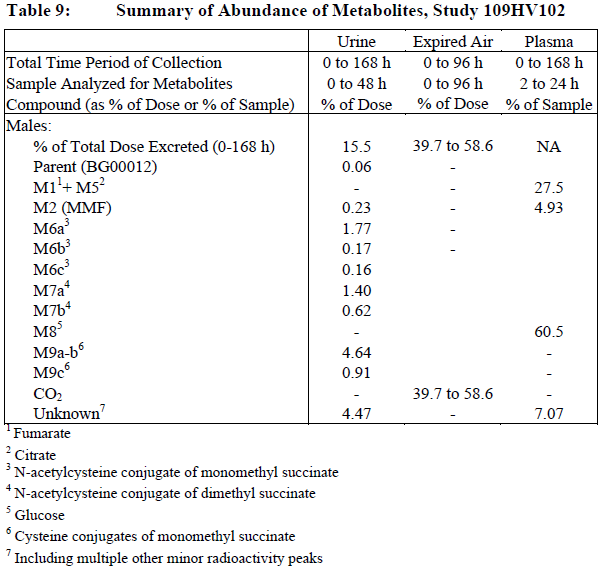 Table 9: Summary of Abundance of Metabolites, Study 109HV102
Urine Expired Air Plasma
Total Time Period of Collection 0 to 168 h 0 to 96 h 0 to 168 h
Sample Analyzed for Metabolites 0 to 48 h 0 to 96 h 2 to 24 h
Compound (as % of Dose or % of Sample) % of Dose % of Dose % of Sample
Males:
% of Total Dose Excreted (0-168 h) 15.5 39.7 to 58.6 NA
Parent (BG00012) 0.06 -
M1¹+ M5² - - 27.5
M2 (MMF) 0.23 - 4.93
M6a³ 1.77 -
M6b³ 0.17 -
M6c³ 0.16
M7a⁴ 1.40
M7b⁴ 0.62
M8⁵ - 60.5
M9a-b⁶ 4.64 -
M9c⁶ 0.91 -
CO₂ - 39.7 to 58.6 -
Unknown⁷ 4.47 - 7.07
¹ Fumarate
² Citrate
³ N-acetylcysteine conjugate of monomethyl succinate
⁴ N-acetylcysteine conjugate of dimethyl succinate
⁵ Glucose
⁶ Cysteine conjugates of monomethyl succinate
⁷ Including multiple other minor radioactivity peaks